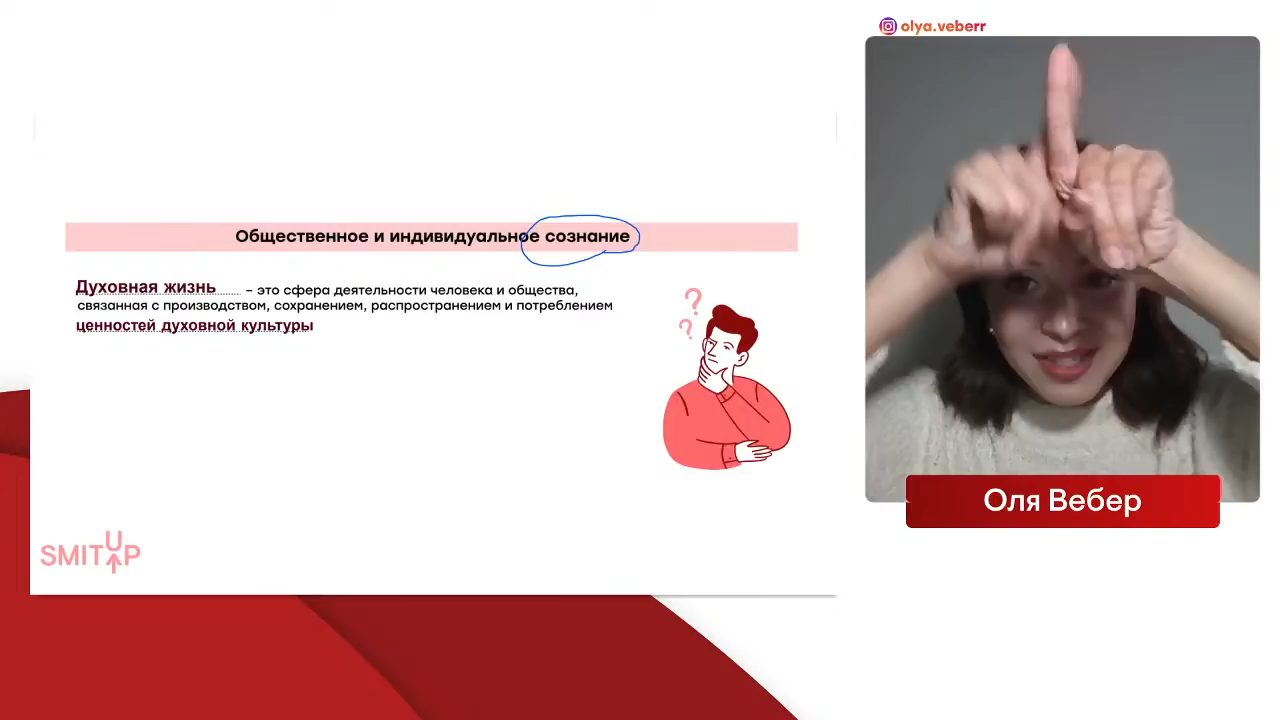 olya.veberr
Общественное и индивидуальное сознание
Духовная жизнь – это сфера деятельности человека и общества,
связанная с производством, сохранением, распространением и потреблением
ценностей духовной культуры
?
?
SMITUP
Оля Вебер